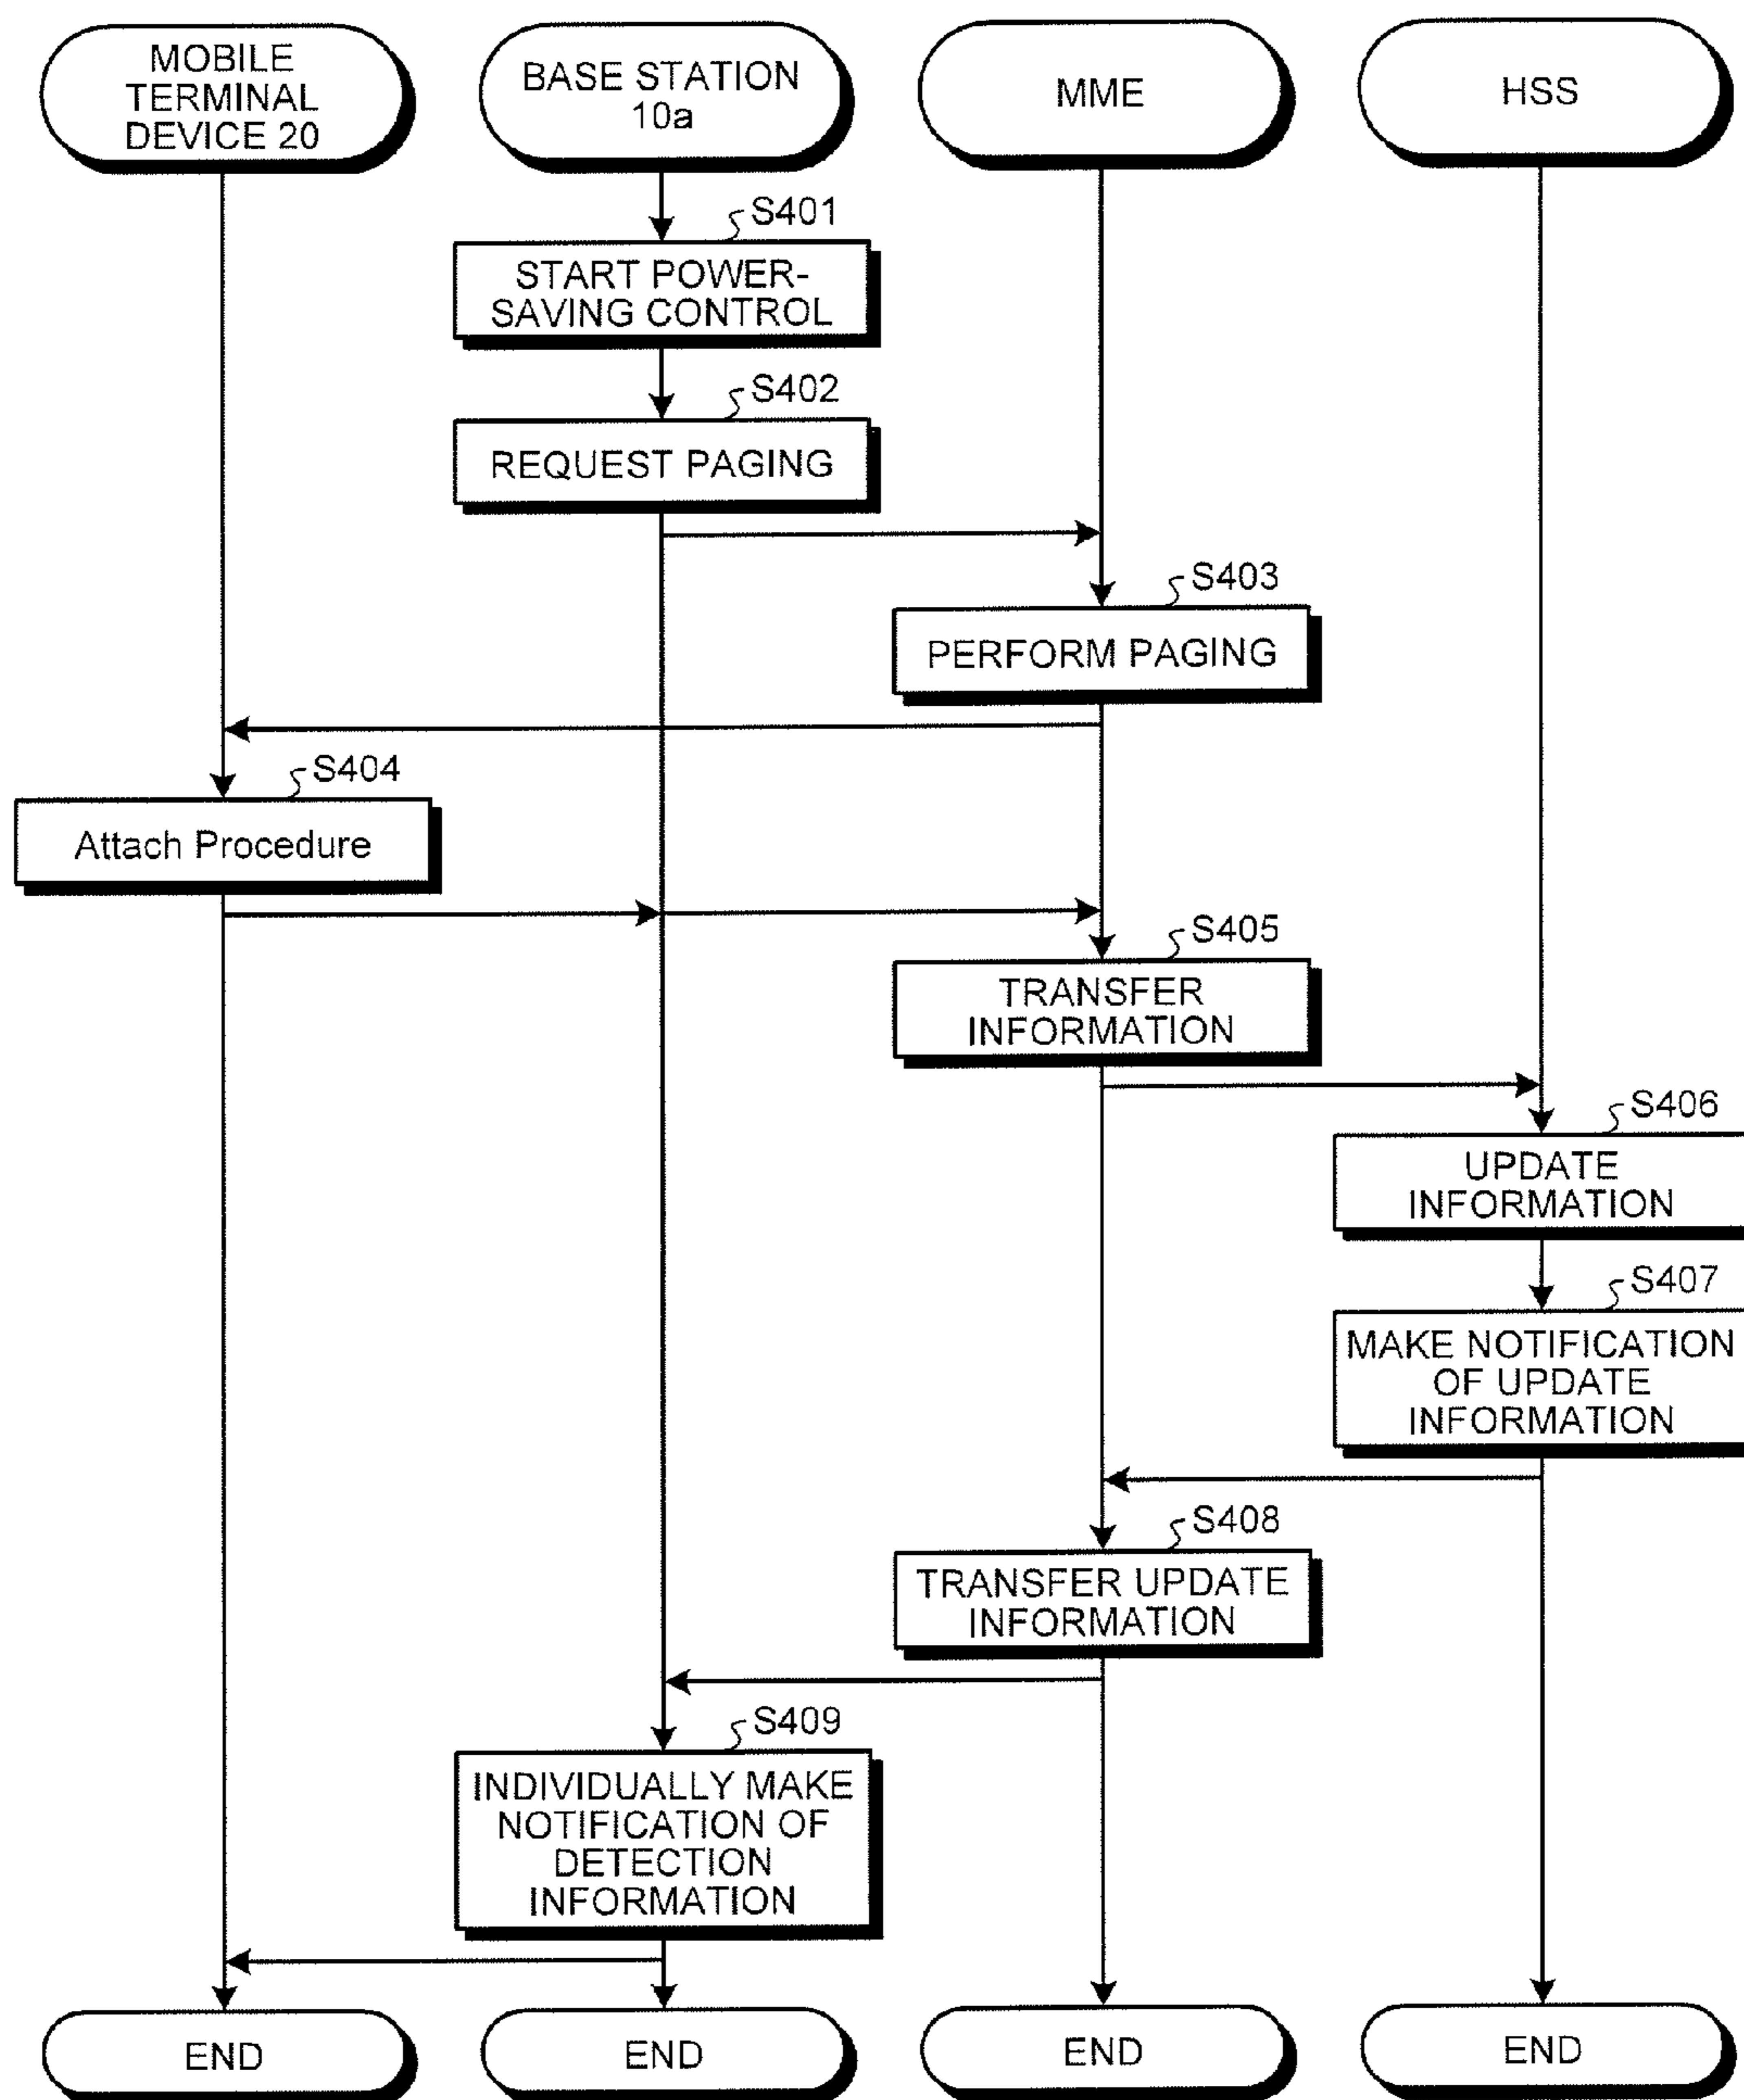 MOBILE
TERMINAL
DEVICE 20
BASE STATION
10a
MME
HSS
S401
START POWER-
SAVING CONTROL
S402
REQUEST PAGING
S403
PERFORM PAGING
S404
Attach Procedure
S405
TRANSFER
INFORMATION
S406
UPDATE
INFORMATION
S407
MAKE NOTIFICATION
OF UPDATE
INFORMATION
S408
TRANSFER UPDATE
INFORMATION
S409
INDIVIDUALLY MAKE
NOTIFICATION OF
DETECTION
INFORMATION
END
END
END
END